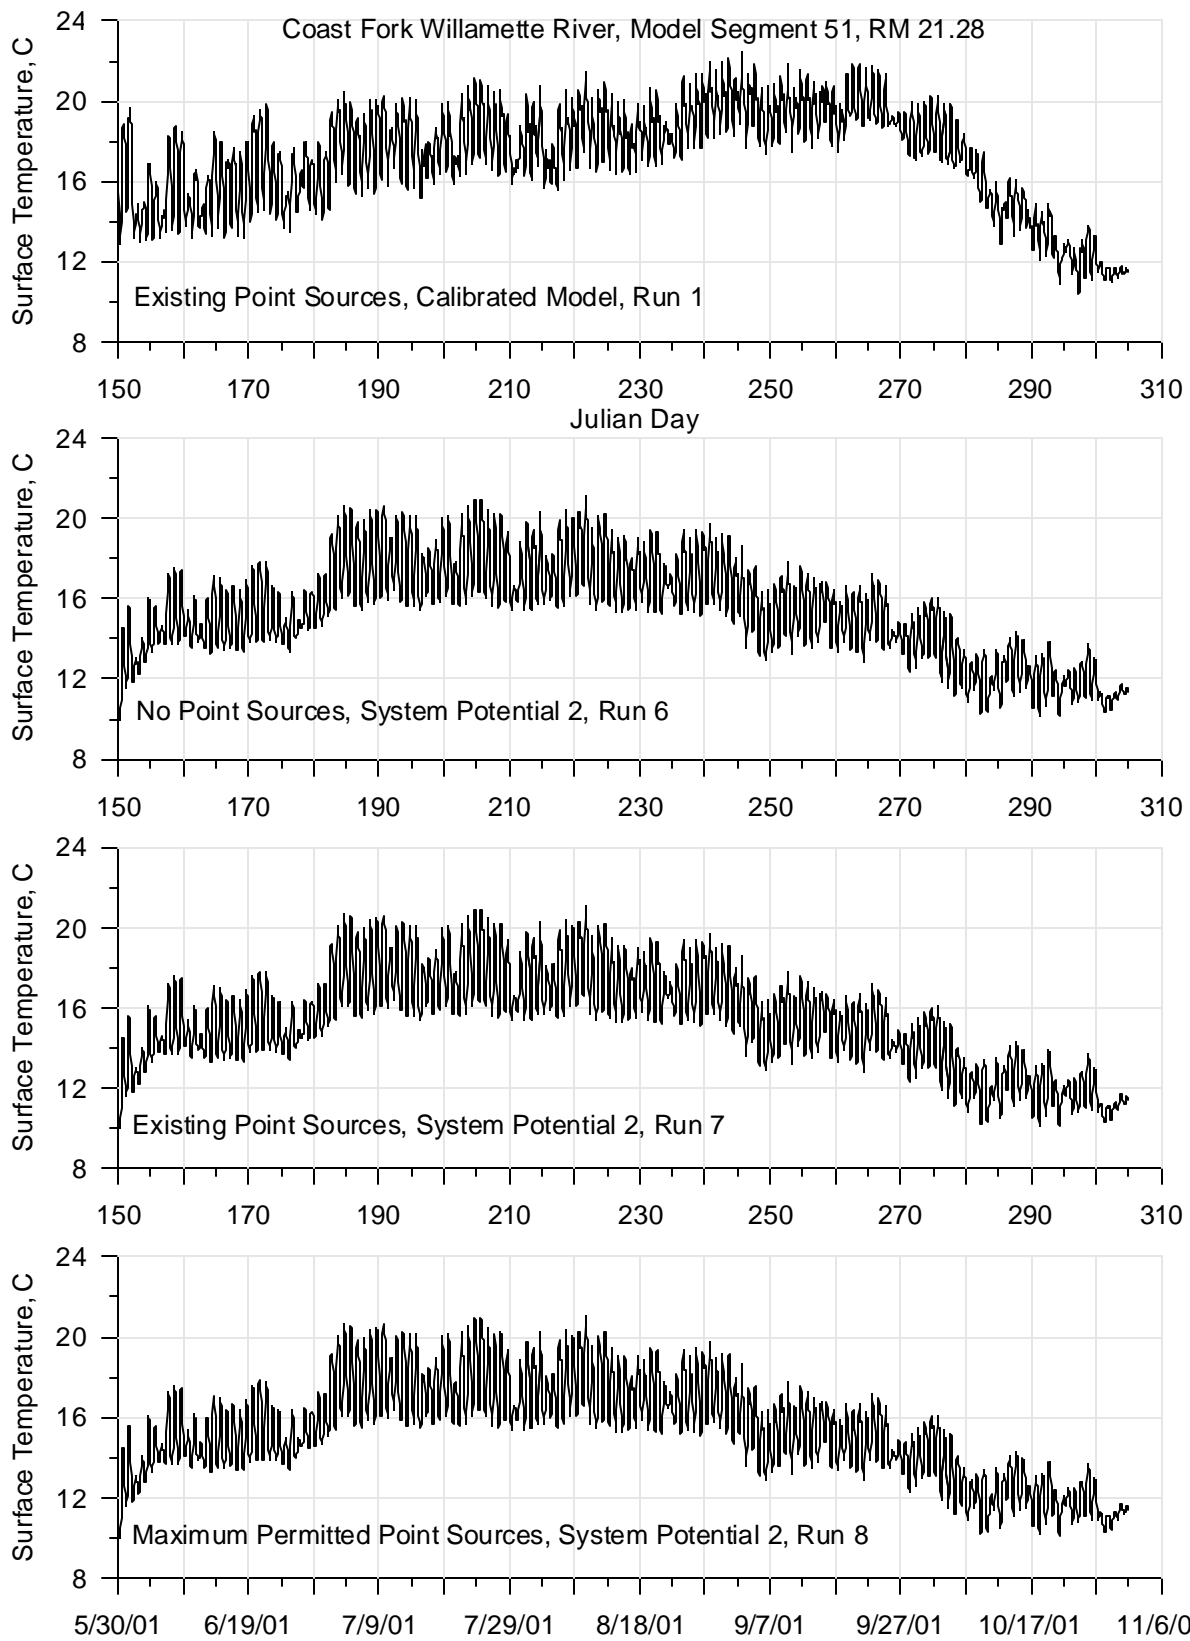 Coast Fork Willamette River, Model Segment 51, RM 21.28
Surface Temperature, C
24
20
16
12
8
Existing Point Sources, Calibrated Model, Run 1
150 170 190 210 230 250 270 290 310
Julian Day
Surface Temperature, C
24
20
16
12
8
No Point Sources, System Potential 2, Run 6
150 170 190 210 230 250 270 290 310
Surface Temperature, C
24
20
16
12
8
Existing Point Sources, System Potential 2, Run 7
150 170 190 210 230 250 270 290 310
Surface Temperature, C
24
20
16
12
8
Maximum Permitted Point Sources, System Potential 2, Run 8
5/30/01 6/19/01 7/9/01 7/29/01 8/18/01 9/7/01 9/27/01 10/17/01 11/6/0